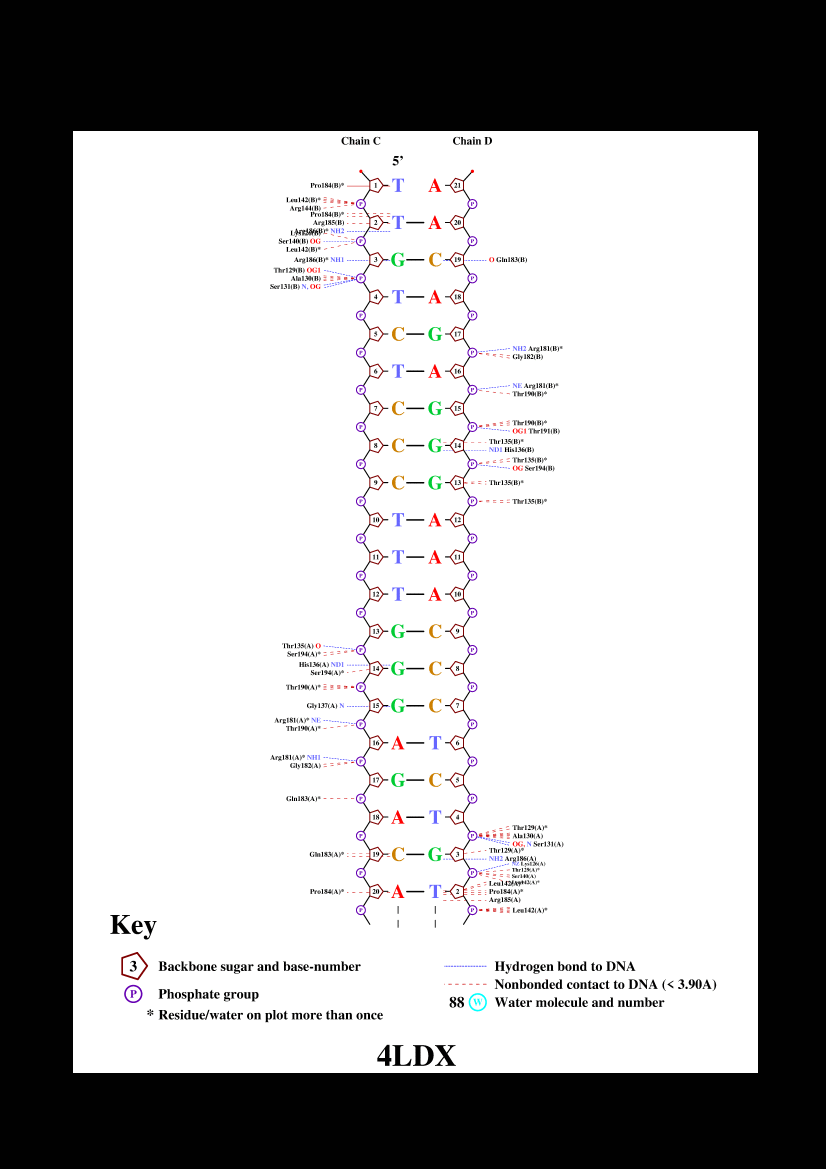 Chain C Chain D
5’
Pro184(B)* 1 T A 21
Leu142(B)* P P
Arg144(B)
Pro184(B)*
Arg185(B) 2 T A 20
Arg186(B)* NH2
Ser140(B) OG P P
Leu142(B)*
Arg186(B)* NH1 3 G C 19 O Gln183(B)
Thr129(B) OG1
Ala130(B) P P
Ser131(B) N, OG
4 T A 18
P P
5 C G 17
P P NH2 Arg181(B)*
Gly182(B)
6 T A 16
P P NE Arg181(B)*
Thr190(B)*
7 C G 15
P P Thr190(B)*
OG1 Thr191(B)
8 C G 14 Thr135(B)*
ND1 His136(B)
P P Thr135(B)*
OG Ser194(B)
9 C G 13 Thr135(B)*
P P Thr135(B)*
10 T A 12
P P
11 T A 11
P P
12 T A 10
P P
13 G C 9
Thr135(A) O P P
Ser194(A)*
His136(A) ND1 14 G C 8
Ser194(A)*
Thr190(A)* P P
Gly137(A) N 15 G C 7
Arg181(A)* NE P P
Thr190(A)*
16 A T 6
Arg181(A)* NH1 P P
Gly182(A)
17 G C 5
Gln183(A)* P P
18 A T 4
Thr129(A)*
P P Ala130(A)
OG, N Ser131(A)
Thr129(A)*
Gln183(A)* 19 C G 3
NH2 Arg186(A)
NZ Lys126(A)
P P Thr129(A)*
Ser140(A)
Leu142(A)*
Pro184(A)* 20 A T 2 Pro184(A)*
Arg185(A)
P P Leu142(A)*
Key
3 Backbone sugar and base-number
P Phosphate group
* Residue/water on plot more than once
Hydrogen bond to DNA
Nonbonded contact to DNA (< 3.90A)
88 W Water molecule and number
4LDX